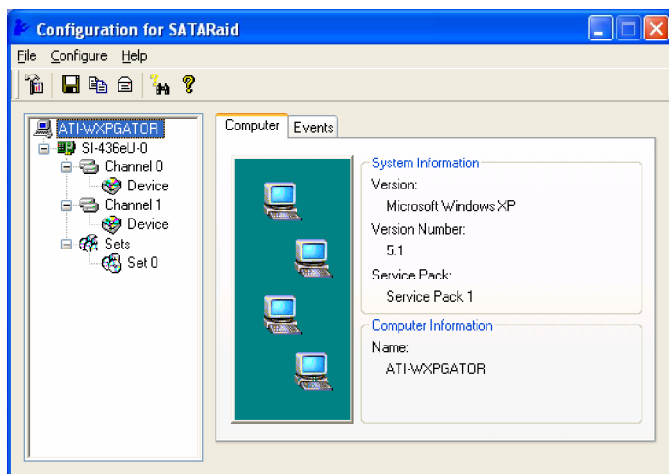 Configuration for SATARaid
File Configure Help
ATI-WXPGATOR
SI-436eU-0
Channel 0
Device
Channel 1
Device
Sets
Set 0
Computer Events
System Information
Version:
Microsoft Windows XP
Version Number:
5.1
Service Pack:
Service Pack 1
Computer Information
Name:
ATI-WXPGATOR